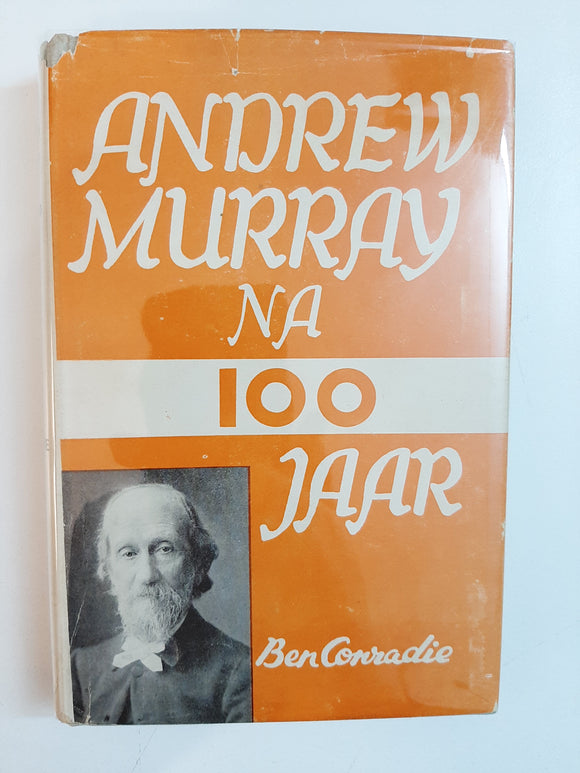 ANDREW
MURRAY
NA
100
JAAR
Ben Conradie